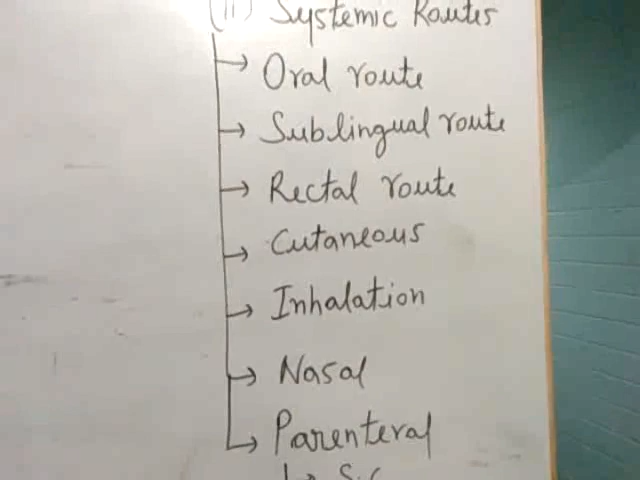 (ii) Systemic Routes
→ Oral route
→ Sublingual route
→ Rectal route
→ Cutaneous
→ Inhalation
→ Nasal
→ Parenteral
→ S.C